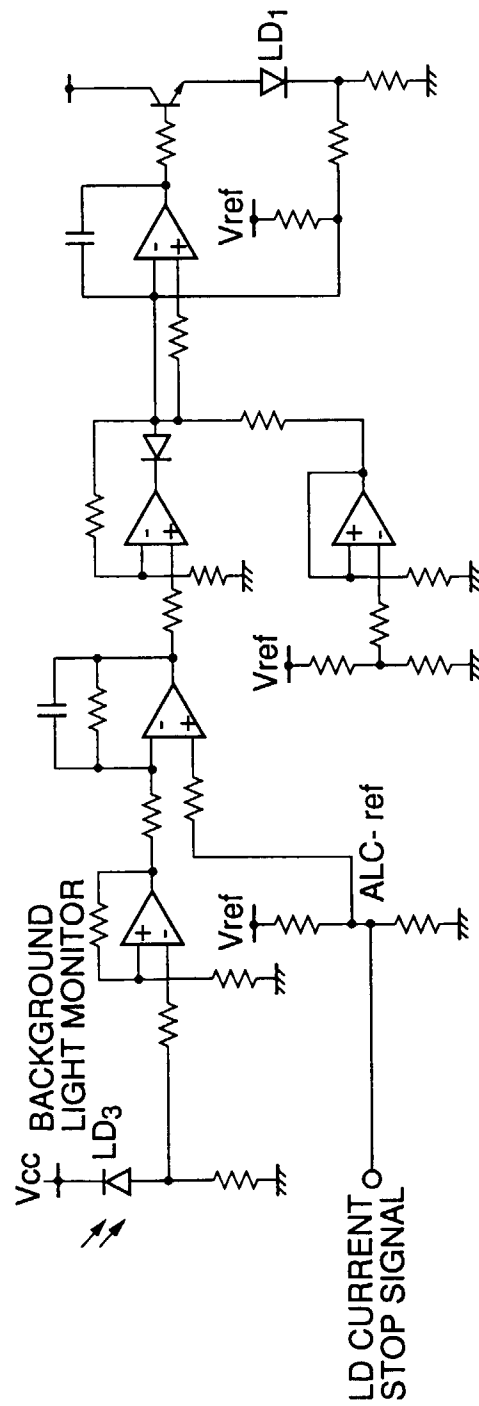 BACKGROUND
LIGHT MONITOR
Vcc
LD3
Vref
ALC-ref
LD CURRENT
STOP SIGNAL
Vref
Vref
LD1
-
+
-
+
-
+
+
-
+
-